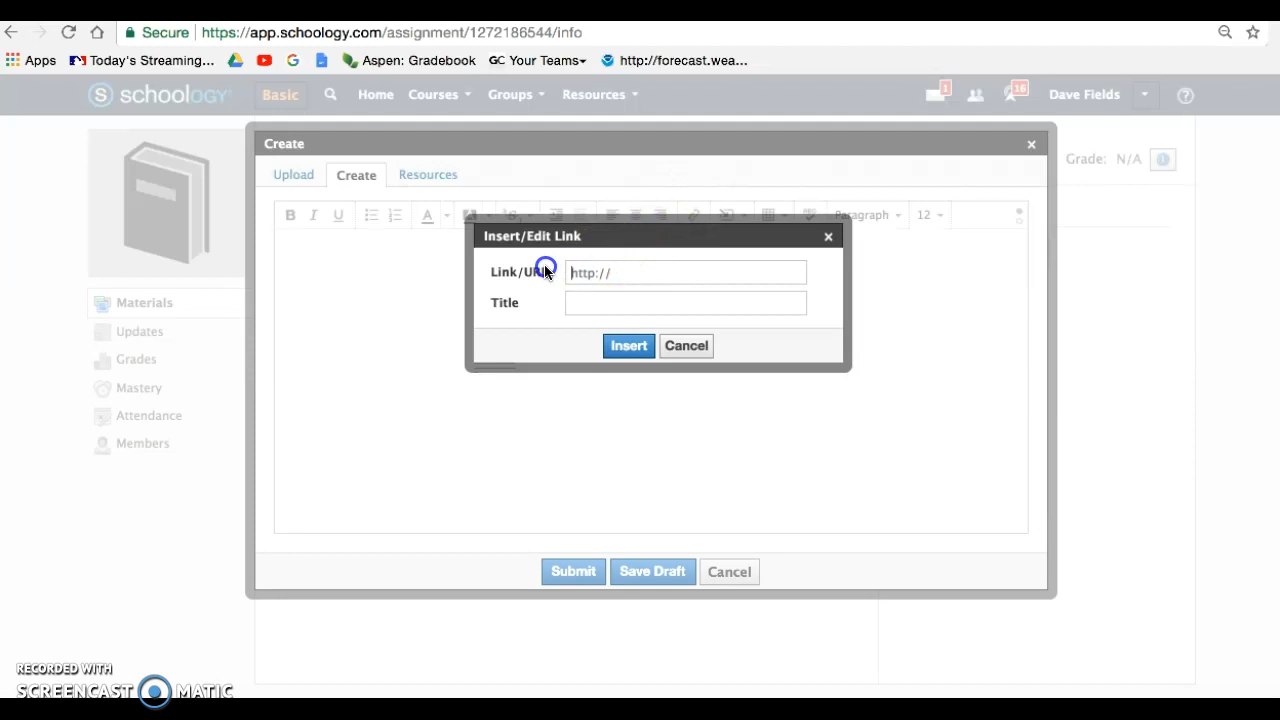 Secure https://app.schoology.com/assignment/1272186544/info
Apps Today's Streaming... G Aspen: Gradebook GC Your Teams http://forecast.wea...
S schoology Basic Home Courses Groups Resources 1 16 Dave Fields ?
Create
Grade: N/A
Upload Create Resources
B I U A Paragraph 12
Insert/Edit Link
Link/UR
http://
Title
Insert Cancel
Materials
Updates
Grades
Mastery
Attendance
Members
Submit Save Draft Cancel
RECORDED WITH
SCREENCAST MATIC